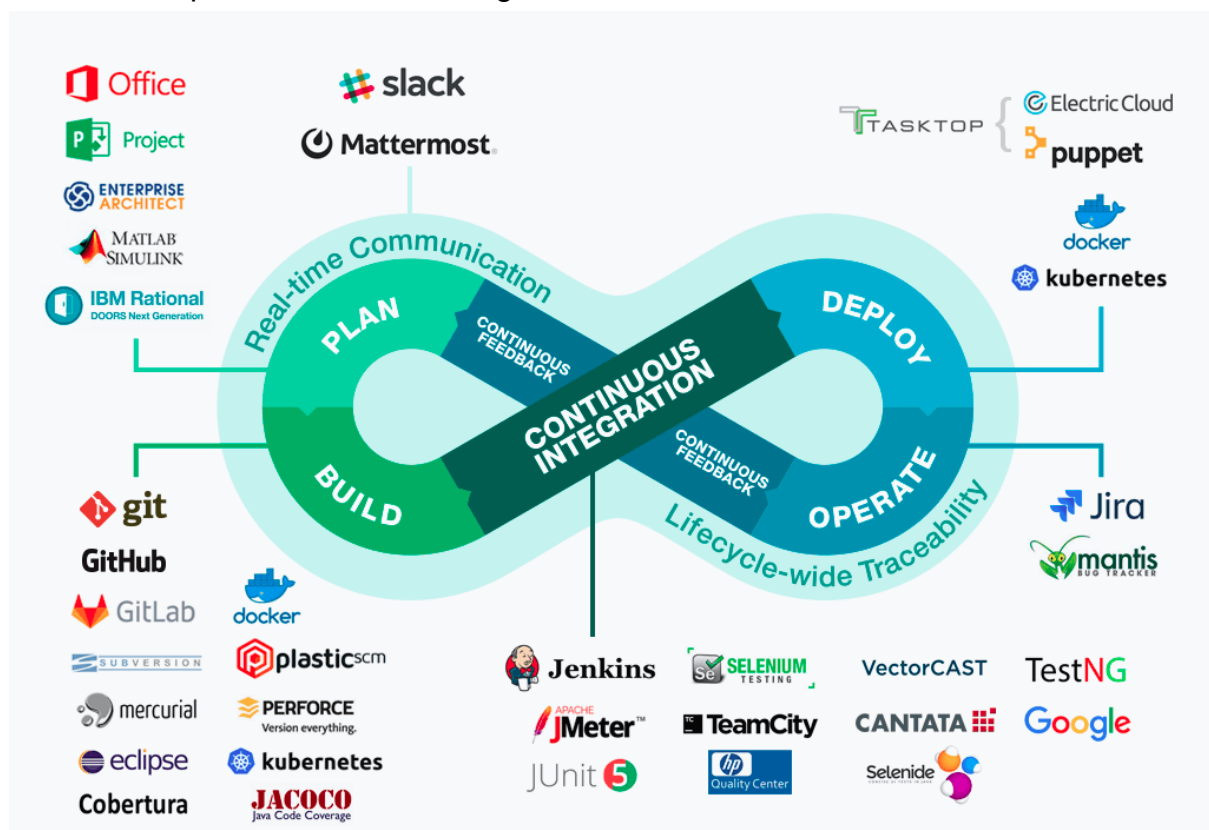 Office
Project
ENTERPRISE
ARCHITECT
MATLAB
SIMULINK
IBM Rational
DOORS Next Generation
slack
Mattermost
TASKTOP
Electric Cloud
puppet
docker
kubernetes
Real-time Communication
PLAN
CONTINUOUS
FEEDBACK
CONTINUOUS
INTEGRATION
DEPLOY
BUILD
CONTINUOUS
FEEDBACK
OPERATE
Lifecycle-wide Traceability
Jira
mantis
BUG TRACKER
git
GitHub
GitLab
SUBVERSION
mercurial
eclipse
Cobertura
docker
plasticscm
PERFORCE
Version everything.
kubernetes
JACOCO
Java Code Coverage
Jenkins
APACHE
JMeter™
JUnit 5
Se
SELENIUM
TESTING
TC
TeamCity
hp
Quality Center
VectorCAST
CANTATA
Selenide
TestNG
Google